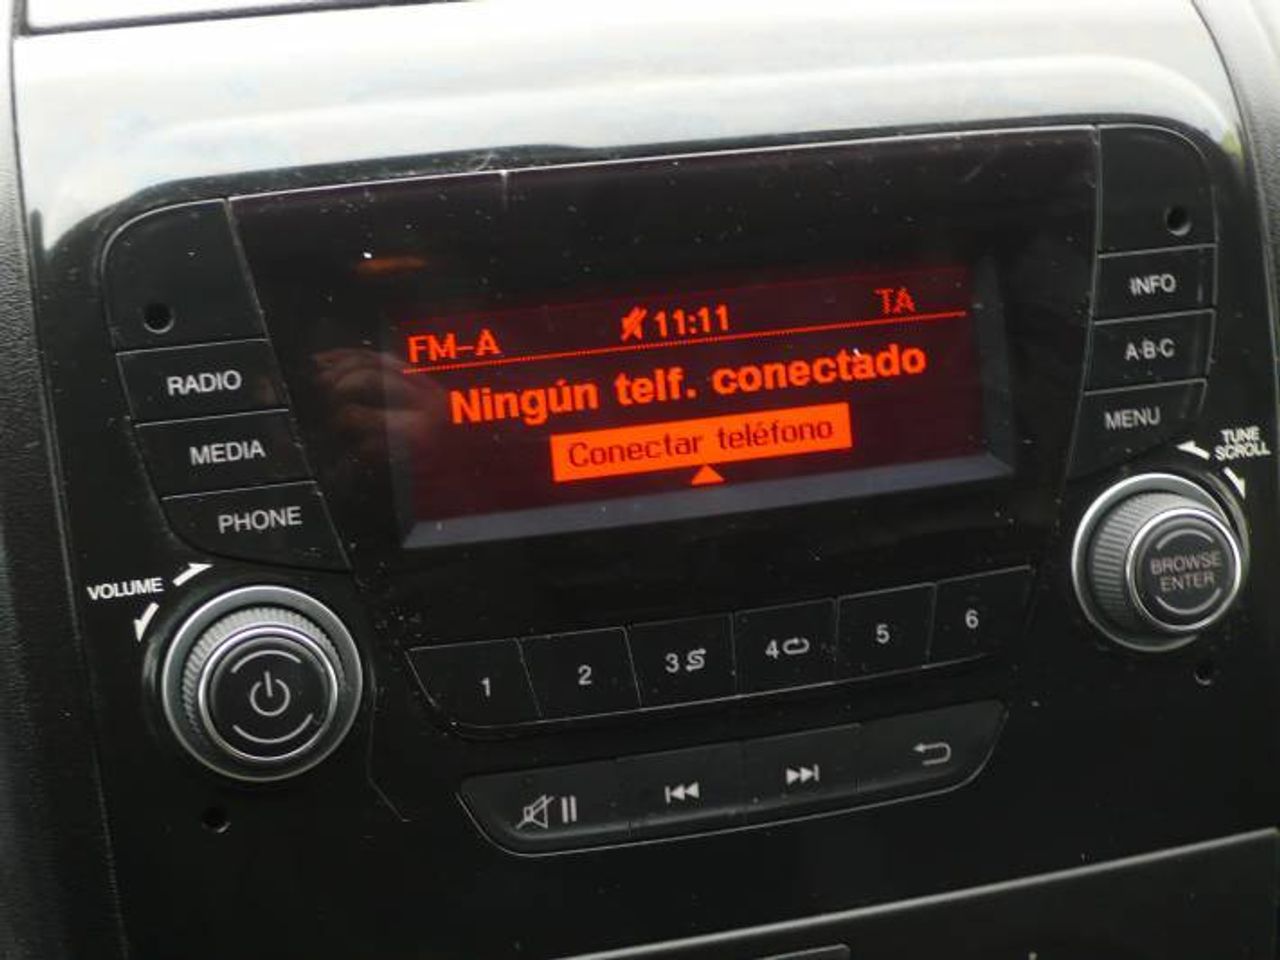 FM-A 11:11 TA
Ningún telf. conectado
Conectar teléfono
RADIO
MEDIA
PHONE
VOLUME
INFO
A·B·C
MENU
TUNE
SCROLL
BROWSE
ENTER
1 2 3 4 5 6